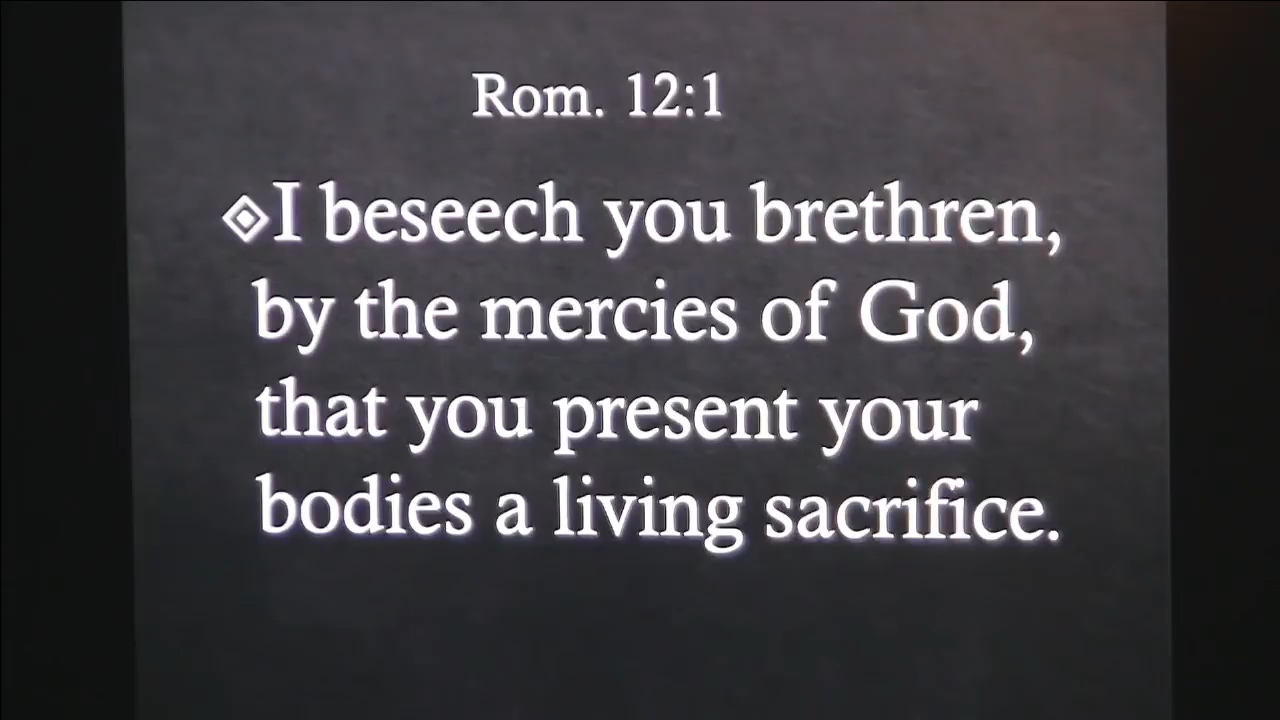 Rom. 12:1
I beseech you brethren,
by the mercies of God,
that you present your
bodies a living sacrifice.